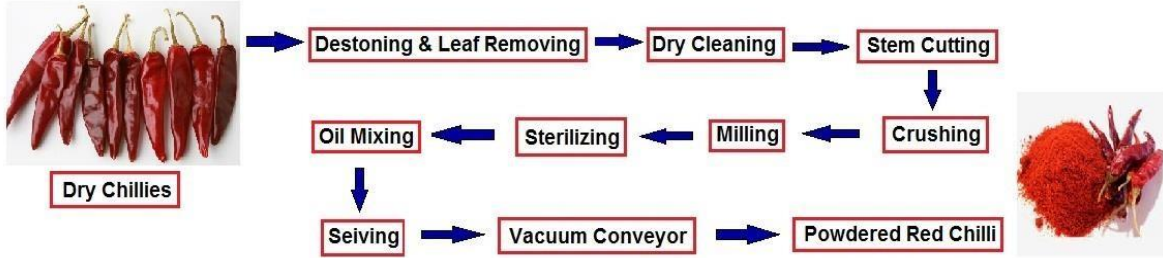 Dry Chillies
Destoning & Leaf Removing
Dry Cleaning
Stem Cutting
Crushing
Milling
Sterilizing
Oil Mixing
Seiving
Vacuum Conveyor
Powdered Red Chilli